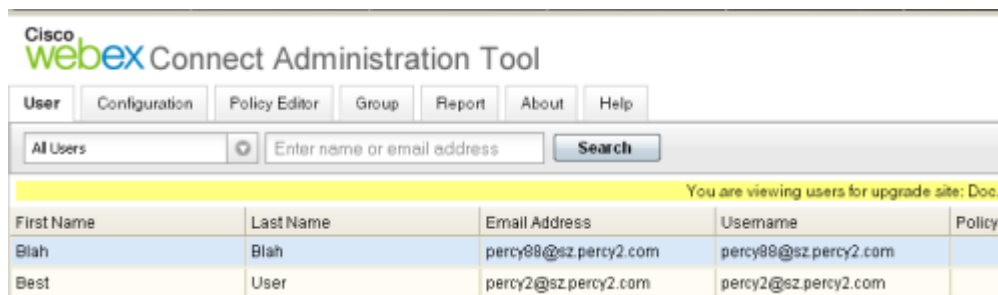 Cisco
webex Connect Administration Tool
User Configuration Policy Editor Group Report About Help
All Users Enter name or email address Search
You are viewing users for upgrade site: Doc.
First Name Last Name Email Address Username Policy
Blah Blah percy88@sz.percy2.com percy88@sz.percy2.com
Best User percy2@sz.percy2.com percy2@sz.percy2.com